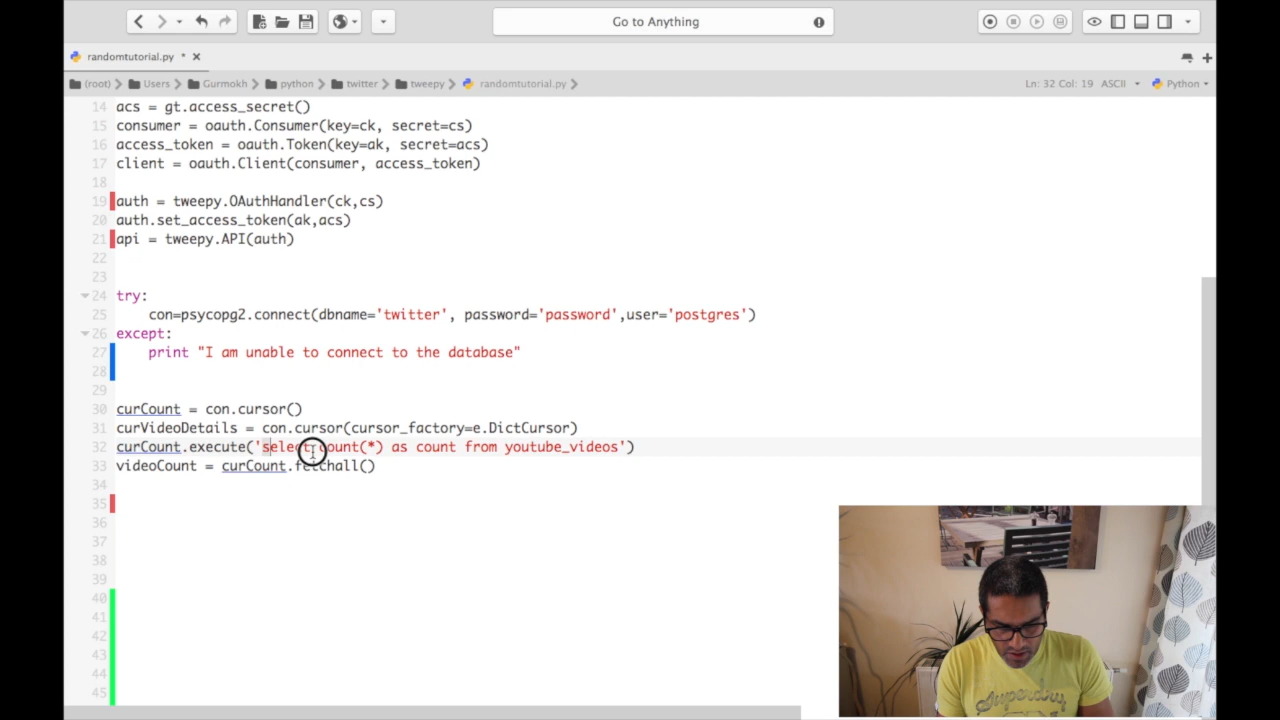 Go to Anything
randomtutorial.py *
(root) Users Gurmokh python twitter tweepy randomtutorial.py
Ln: 32 Col: 19 ASCII Python
14 acs = gt.access_secret()
15 consumer = oauth.Consumer(key=ck, secret=cs)
16 access_token = oauth.Token(key=ak, secret=acs)
17 client = oauth.Client(consumer, access_token)
18
19 auth = tweepy.OAuthHandler(ck,cs)
20 auth.set_access_token(ak,acs)
21 api = tweepy.API(auth)
22
23
24 try:
25 con=psycopg2.connect(dbname='twitter', password='password',user='postgres')
26 except:
27 print "I am unable to connect to the database"
28
29
30 curCount = con.cursor()
31 curVideoDetails = con.cursor(cursor_factory=e.DictCursor)
32 curCount.execute('select count(*) as count from youtube_videos')
33 videoCount = curCount.fetchall()
34
35
36
37
38
39
40
41
42
43
44
45
Superdry